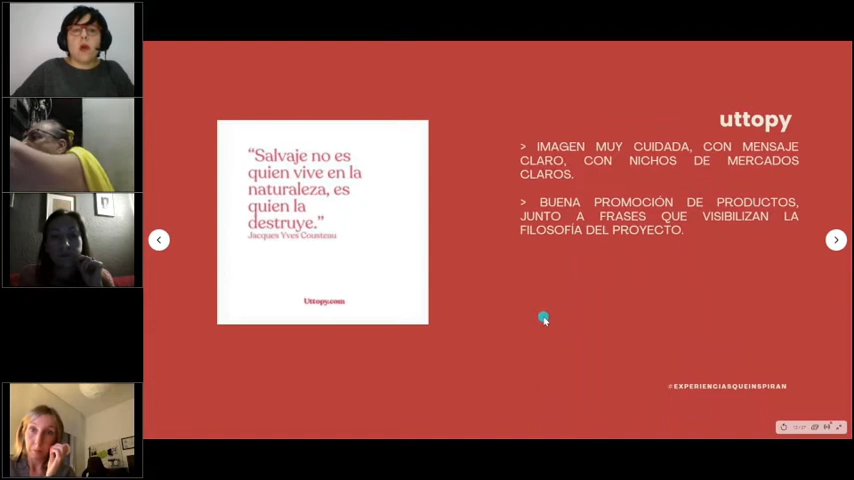 “Salvaje no es
quien vive en la
naturaleza, es
quien la
destruye.”
Jacques Yves Cousteau
Uttopy.com
uttopy
> IMAGEN MUY CUIDADA, CON MENSAJE
CLARO, CON NICHOS DE MERCADOS
CLAROS.
> BUENA PROMOCIÓN DE PRODUCTOS,
JUNTO A FRASES QUE VISIBILIZAN LA
FILOSOFÍA DEL PROYECTO.
#EXPERIENCIASQUEINSPIRAN